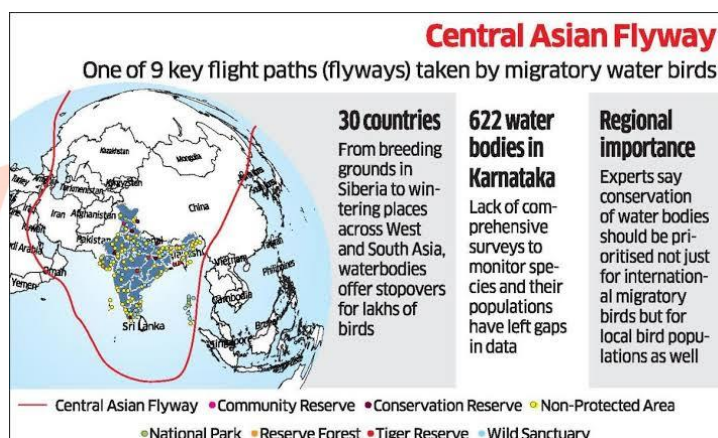 Central Asian Flyway
One of 9 key flight paths (flyways) taken by migratory water birds
30 countries
From breeding
grounds in
Siberia to win-
tering places
across West
and South Asia,
waterbodies
offer stopovers
for lakhs of
birds
622 water
bodies in
Karnataka
Lack of com-
prehensive
surveys to
monitor spe-
cies and their
populations
have left gaps
in data
Regional
importance
Experts say
conservation
of water bodies
should be pri-
oritised not just
for internation-
al migratory
birds but for
local bird popu-
lations as well
Kazakhstan
Mongolia
Turkmenistan
China
Iran
Afghanistan
Pakistan
Oman
Yemen
Vietnam
Cambodia
Philippines
Sri Lanka
Central Asian Flyway
Community Reserve
Conservation Reserve
Non-Protected Area
National Park
Reserve Forest
Tiger Reserve
Wild Sanctuary